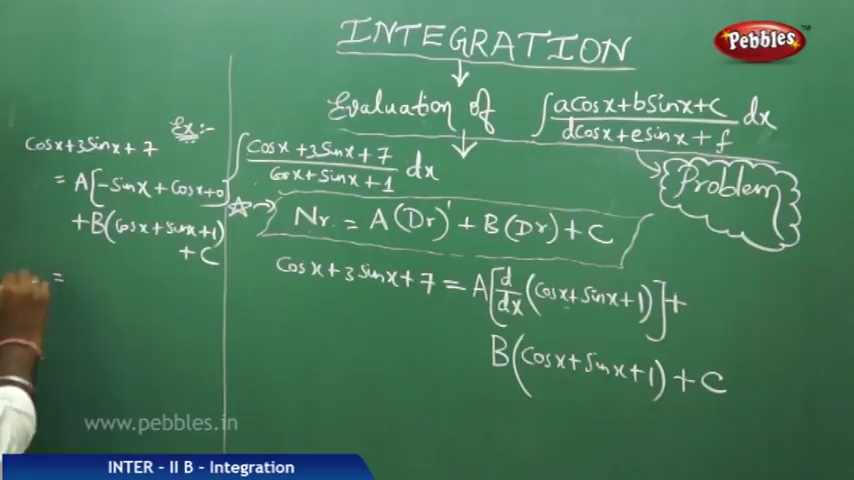 INTEGRATION
Pebbles™
Evaluation of ∫ acosx+bsinx+c / dcosx+esinx+f dx
Problem
Ex:-
∫ cosx+3sinx+7 / cosx+sinx+1 dx
Nr. = A(Dr)' + B(Dr)+C
cosx+3sinx+7 = A[d/dx(cosx+sinx+1)]+
B(cosx+sinx+1)+C
cosx+3sinx+7
= A[-sinx+cosx+0]
+B(cosx+sinx+1)
+C
=
www.pebbles.in
INTER - II B - Integration